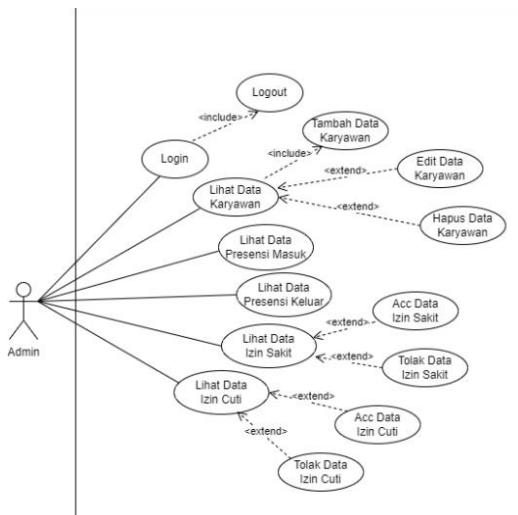 Logout
<include>
Tambah Data
Karyawan
Login
<include>
Edit Data
Karyawan
<extend>
Lihat Data
Karyawan
<extend>
Hapus Data
Karyawan
Lihat Data
Presensi Masuk
Lihat Data
Presensi Keluar
Acc Data
Izin Sakit
<extend>
Lihat Data
Izin Sakit
<extend>
Tolak Data
Izin Sakit
Admin
Lihat Data
Izin Cuti
<extend>
Acc Data
Izin Cuti
<extend>
Tolak Data
Izin Cuti